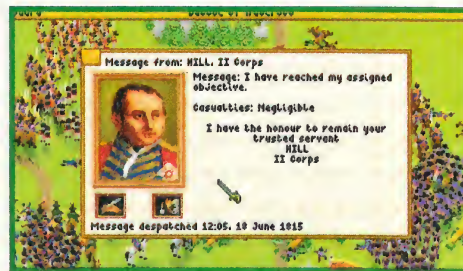 Message from: HILL, II Corps
Message: I have reached my assigned
objective.
Casualties: Negligible
I have the honour to remain your
trusted servant
HILL
II Corps
Message despatched 12:05, 18 June 1815